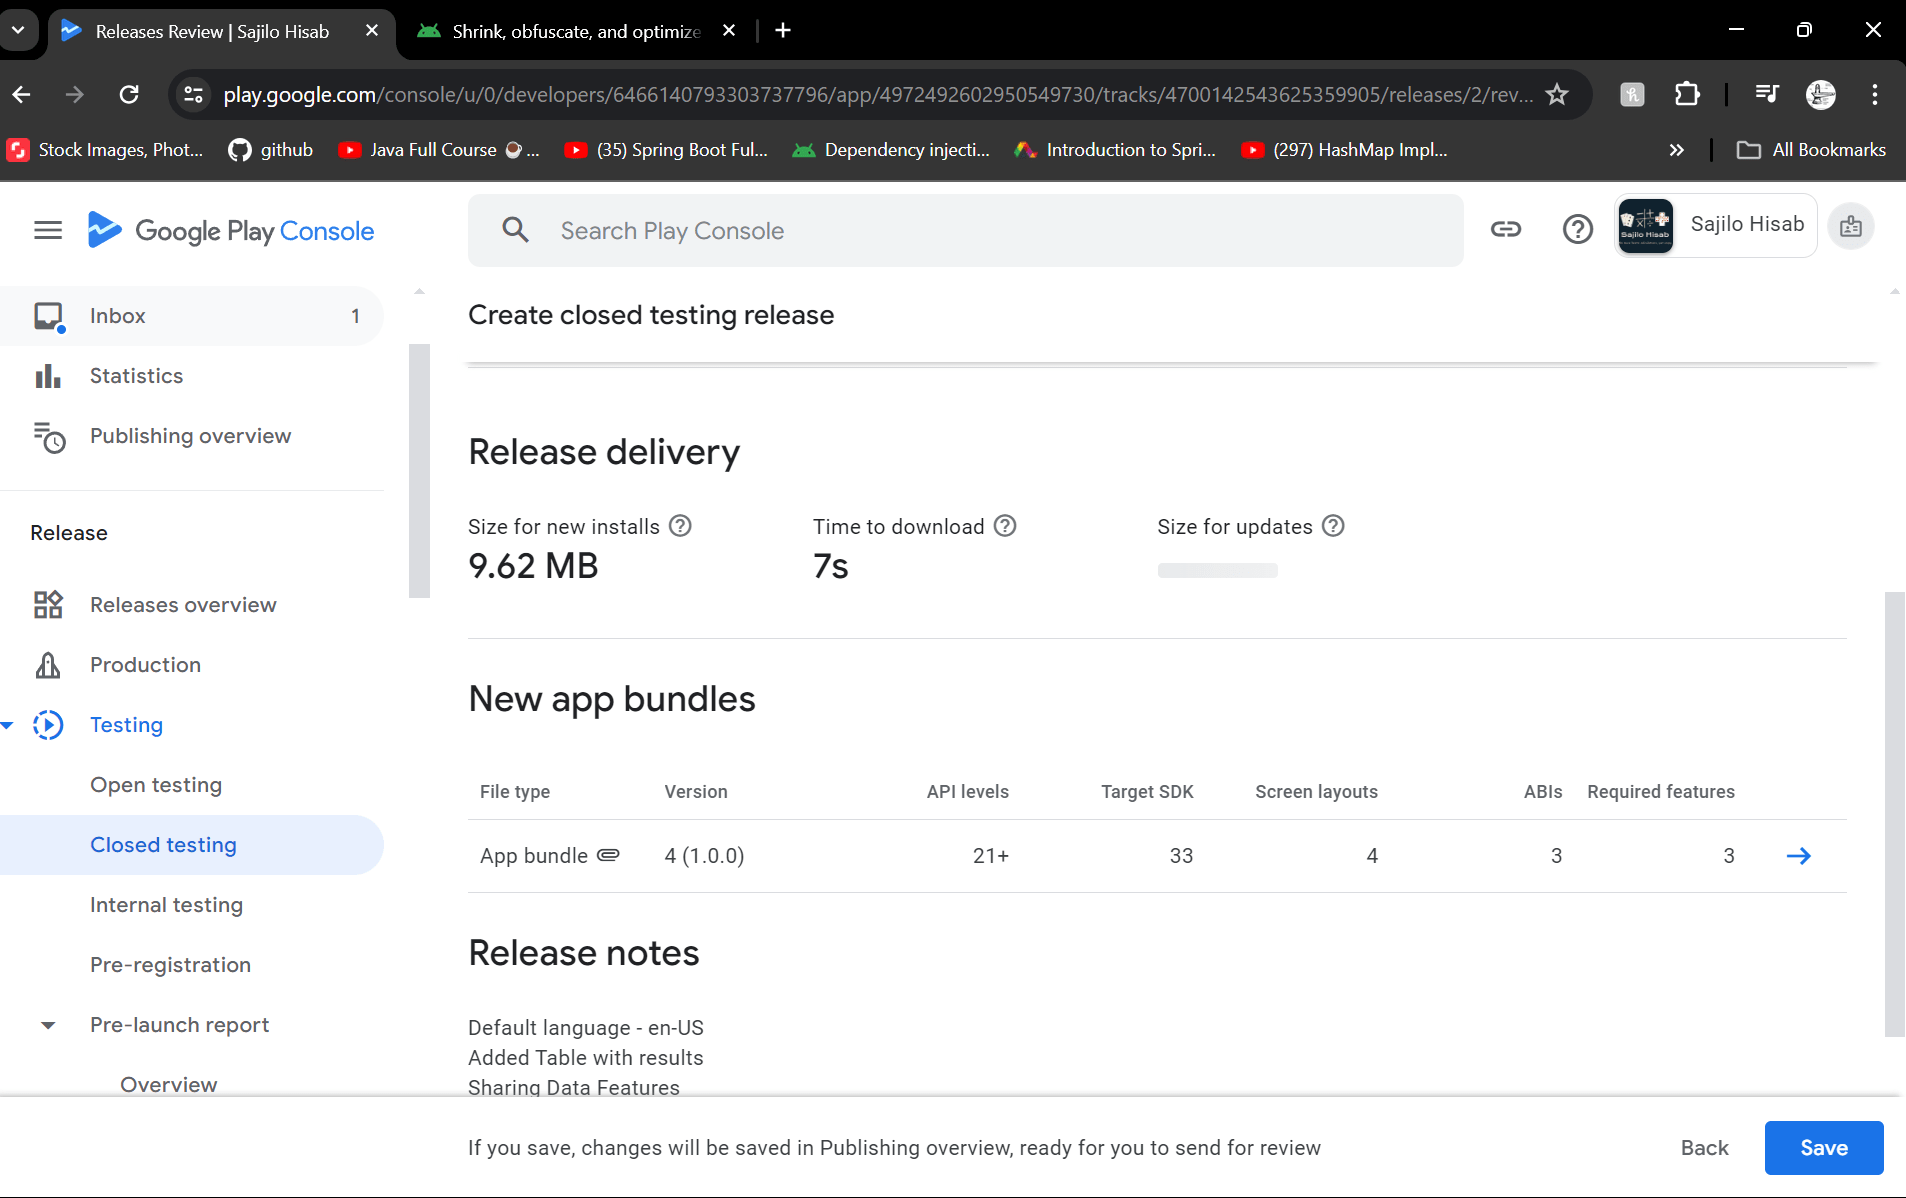 Releases Review | Sajilo Hisab
Shrink, obfuscate, and optimize
play.google.com/console/u/0/developers/6466140793303737796/app/4972492602950549730/tracks/4700142543625359905/releases/2/rev...
Stock Images, Phot...
github
Java Full Course ☕ ...
(35) Spring Boot Ful...
Dependency injecti...
Introduction to Spri...
(297) HashMap Impl...
All Bookmarks
Google Play Console
Search Play Console
Sajilo Hisab
Sajilo Hisab
Inbox 1
Statistics
Publishing overview
Release
Releases overview
Production
Testing
Open testing
Closed testing
Internal testing
Pre-registration
Pre-launch report
Overview
Create closed testing release
Release delivery
Size for new installs
Time to download
Size for updates
9.62 MB
7s
New app bundles
File type Version API levels Target SDK Screen layouts ABIs Required features
App bundle 4 (1.0.0) 21+ 33 4 3 3
Release notes
Default language - en-US
Added Table with results
Sharing Data Features
If you save, changes will be saved in Publishing overview, ready for you to send for review
Back
Save